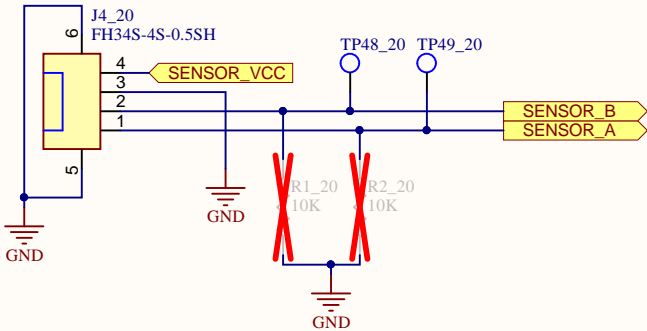 J4_20
FH34S-4S-0.5SH
6
4
3
2
1
5
SENSOR_VCC
TP48_20
TP49_20
SENSOR_B
SENSOR_A
R1_20
10K
R2_20
10K
GND
GND
GND